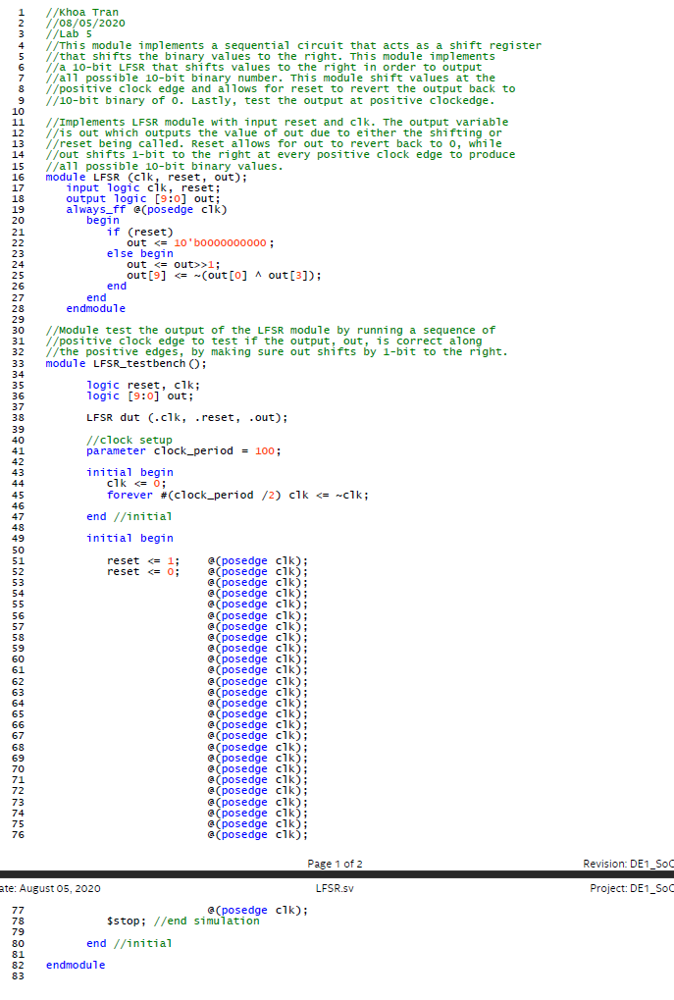 1 //Khoa Tran
2 //08/05/2020
3 //Lab 5
4 //This module implements a sequential circuit that acts as a shift register
5 //that shifts the binary values to the right. This module implements
6 //a 10-bit LFSR that shifts values to the right in order to output
7 //all possible 10-bit binary number. This module shift values at the
8 //positive clock edge and allows for reset to revert the output back to
9 //10-bit binary of 0. Lastly, test the output at positive clockedge.
10
11 //Implements LFSR module with input reset and clk. The output variable
12 //is out which outputs the value of out due to either the shifting or
13 //reset being called. Reset allows for out to revert back to 0, while
14 //out shifts 1-bit to the right at every positive clock edge to produce
15 //all possible 10-bit binary values.
16 module LFSR (clk, reset, out);
17 input logic clk, reset;
18 output logic [9:0] out;
19 always_ff @(posedge clk)
20 begin
21 if (reset)
22 out <= 10'b0000000000;
23 else begin
24 out <= out>>1;
25 out[9] <= ~(out[0] ^ out[3]);
26 end
27 end
28 endmodule
29
30 //Module test the output of the LFSR module by running a sequence of
31 //positive clock edge to test if the output, out, is correct along
32 //the positive edges, by making sure out shifts by 1-bit to the right.
33 module LFSR_testbench();
34
35 logic reset, clk;
36 logic [9:0] out;
37
38 LFSR dut (.clk, .reset, .out);
39
40 //clock setup
41 parameter clock_period = 100;
42
43 initial begin
44 clk <= 0;
45 forever #(clock_period /2) clk <= ~clk;
46
47 end //initial
48
49 initial begin
50
51 reset <= 1; @(posedge clk);
52 reset <= 0; @(posedge clk);
53 @(posedge clk);
54 @(posedge clk);
55 @(posedge clk);
56 @(posedge clk);
57 @(posedge clk);
58 @(posedge clk);
59 @(posedge clk);
60 @(posedge clk);
61 @(posedge clk);
62 @(posedge clk);
63 @(posedge clk);
64 @(posedge clk);
65 @(posedge clk);
66 @(posedge clk);
67 @(posedge clk);
68 @(posedge clk);
69 @(posedge clk);
70 @(posedge clk);
71 @(posedge clk);
72 @(posedge clk);
73 @(posedge clk);
74 @(posedge clk);
75 @(posedge clk);
76 @(posedge clk);
Page 1 of 2 Revision: DE1_SoC
ate: August 05, 2020 LFSR.sv Project: DE1_SoC
77 @(posedge clk);
78 $stop; //end simulation
79
80 end //initial
81
82 endmodule
83